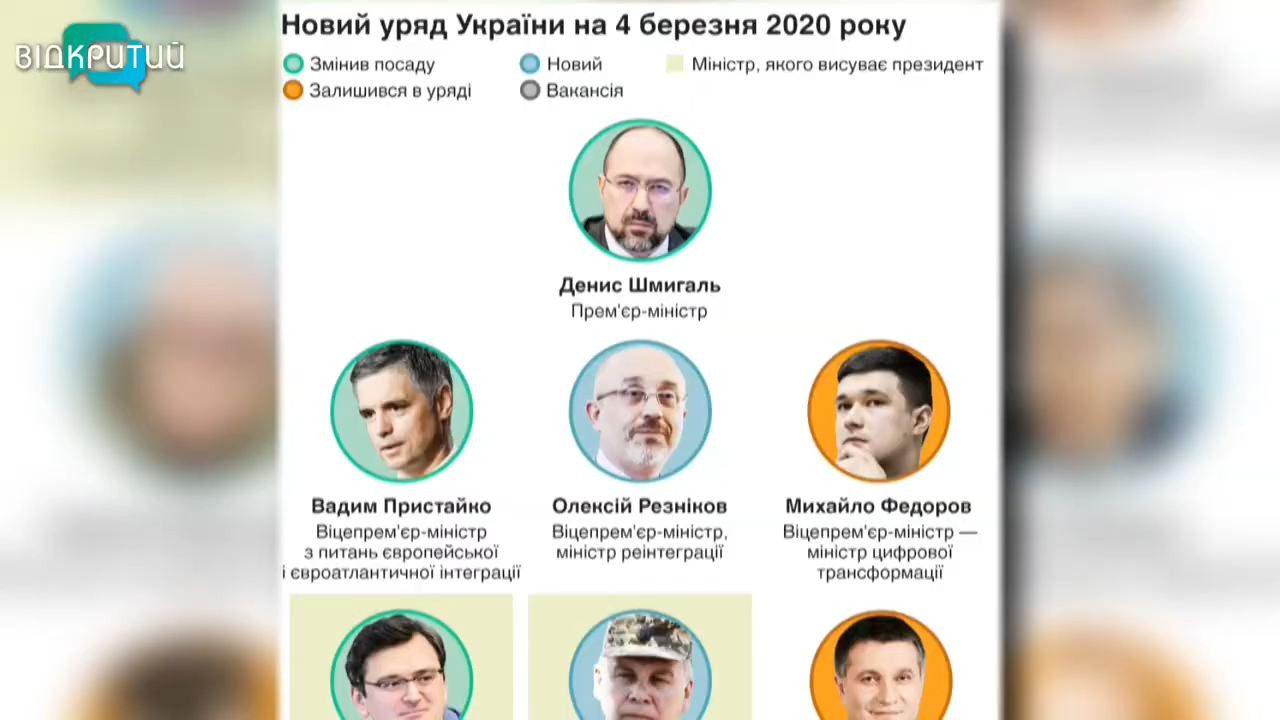 ВІДКРИТИЙ
Новий уряд України на 4 березня 2020 року
Змінив посаду
Новий
Міністр, якого висуває президент
Залишився в уряді
Вакансія
Денис Шмигаль
Прем'єр-міністр
Вадим Пристайко
Віцепрем'єр-міністр
з питань європейської
і євроатлантичної інтеграції
Олексій Резніков
Віцепрем'єр-міністр,
міністр реінтеграції
Михайло Федоров
Віцепрем'єр-міністр —
міністр цифрової
трансформації